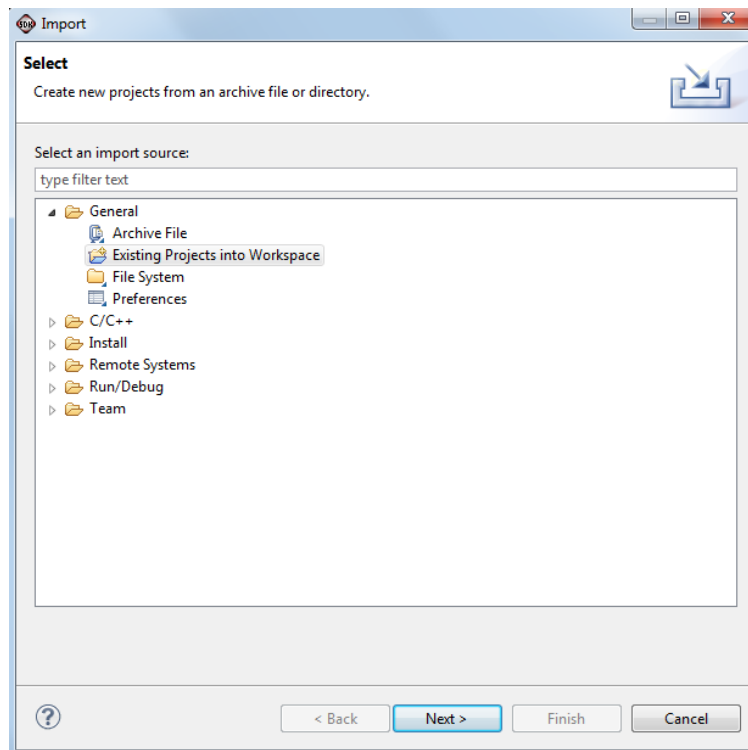 SDK Import
Select
Create new projects from an archive file or directory.
Select an import source:
type filter text
General
Archive File
Existing Projects into Workspace
File System
Preferences
C/C++
Install
Remote Systems
Run/Debug
Team
? < Back Next > Finish Cancel